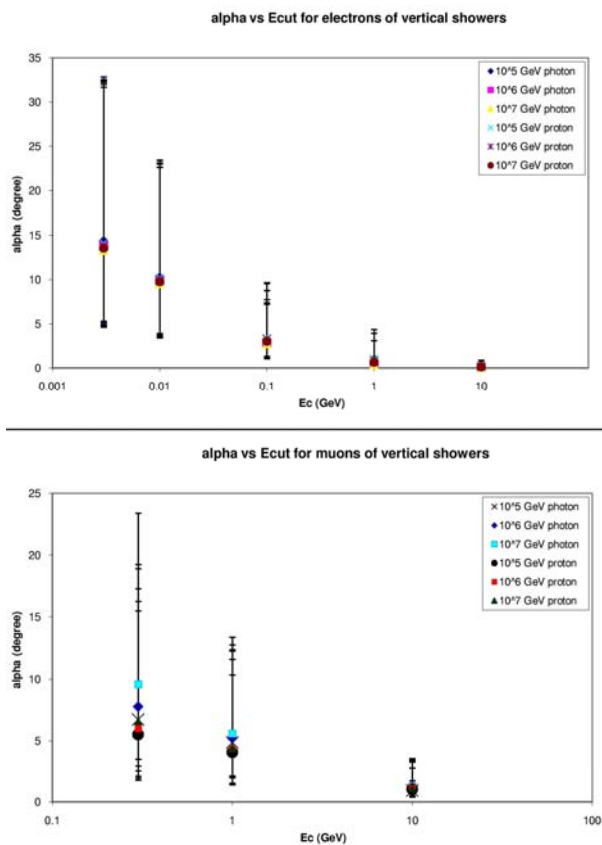 alpha vs Ecut for electrons of vertical showers
35
30
25
20
15
10
5
0
alpha (degree)
0.001 0.01 0.1 1 10
Ec (GeV)
10^5 GeV photon
10^6 GeV photon
10^7 GeV photon
10^5 GeV proton
10^6 GeV proton
10^7 GeV proton
alpha vs Ecut for muons of vertical showers
25
20
15
10
5
0
alpha (degree)
0.1 1 10 100
Ec (GeV)
10^5 GeV photon
10^6 GeV photon
10^7 GeV photon
10^5 GeV proton
10^6 GeV proton
10^7 GeV proton